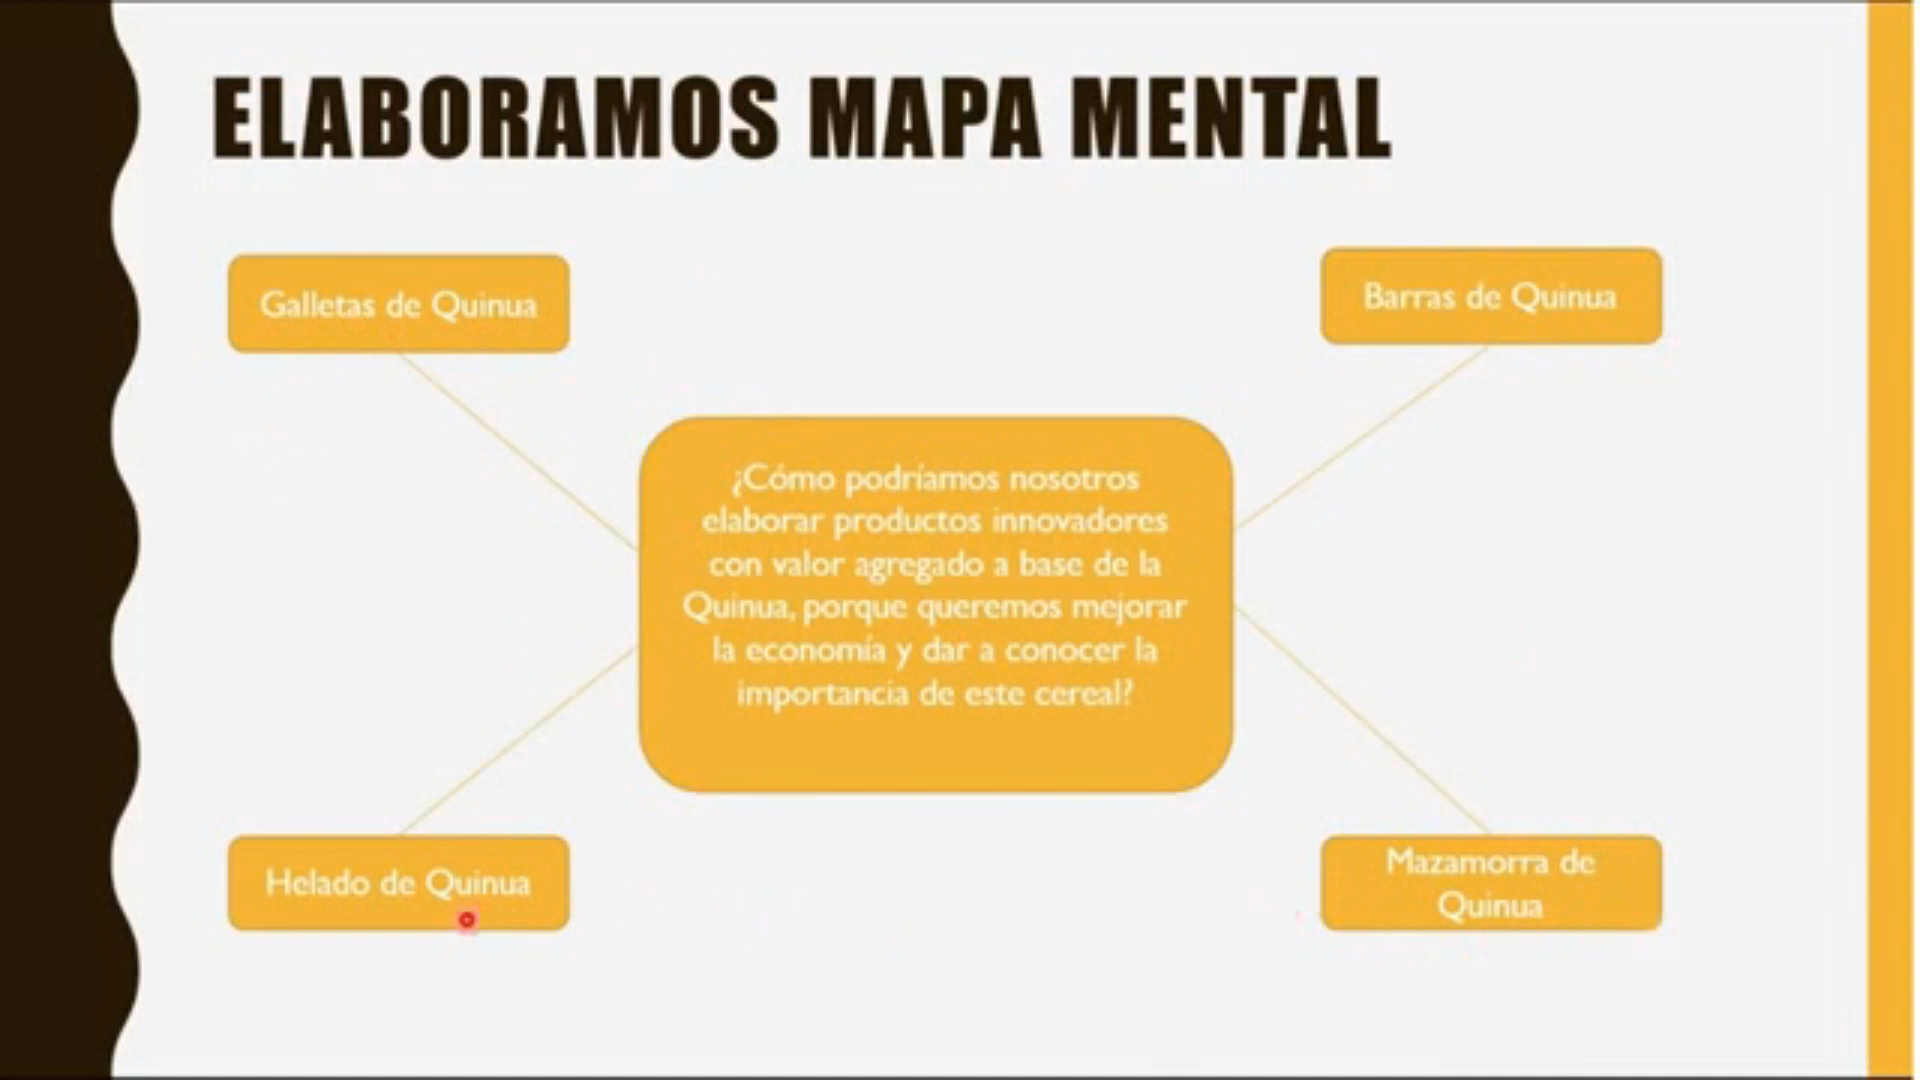 ELABORAMOS MAPA MENTAL
Galletas de Quinua
Barras de Quinua
¿Cómo podríamos nosotros
elaborar productos innovadores
con valor agregado a base de la
Quinua, porque queremos mejorar
la economía y dar a conocer la
importancia de este cereal?
Helado de Quinua
Mazamorra de
Quinua